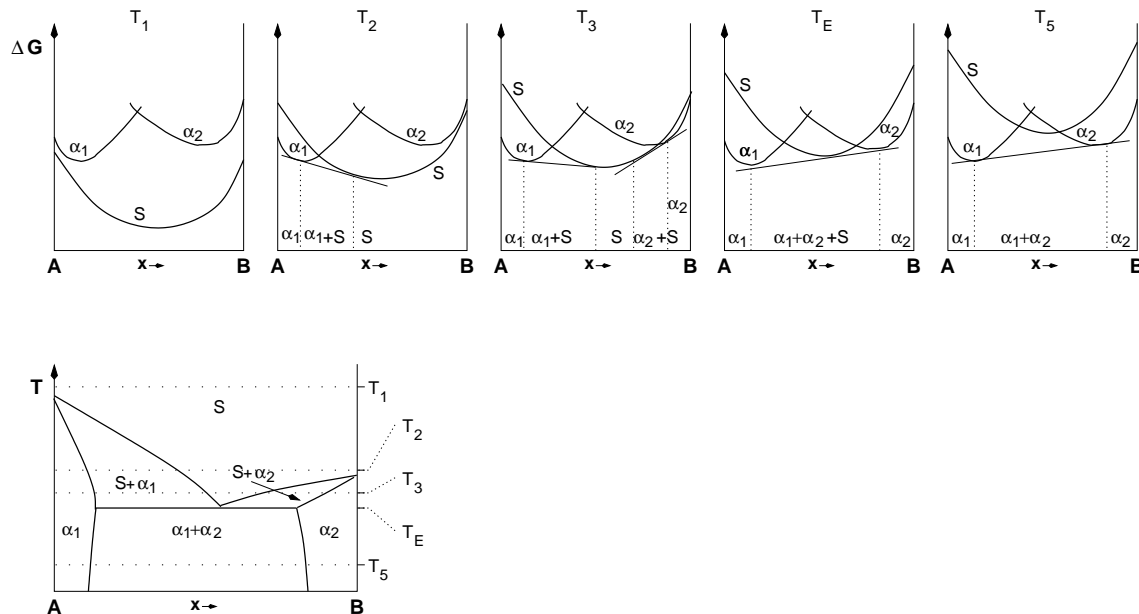 T1 T2 T3 TE T5
Δ G
S S S
α1 α2 α1 α2 α1 α2 α1 α2 α1 α2
S S
α2
α1 α1+S S α1 α1+S S α2+S α1 α1+α2+S α2 α1 α1+α2 α2
A x→ B A x→ B A x→ B A x→ B A x→ B
T T1
S
T2
S+α1 S+α2 T3
α1 α1+α2 α2 TE
T5
A x→ B